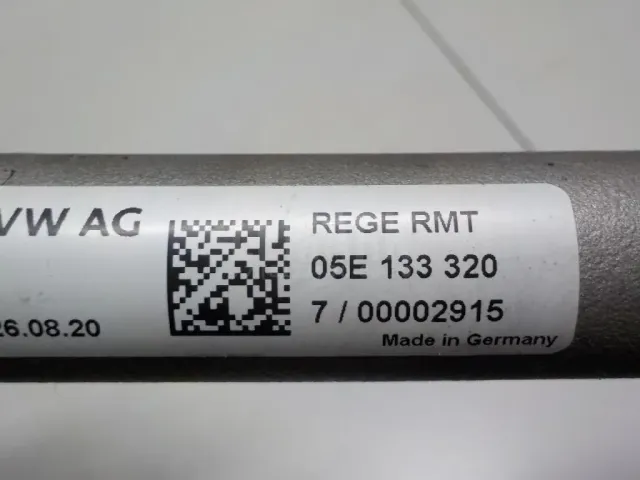 VW AG
26.08.20
REGE RMT
05E 133 320
7 / 00002915
Made in Germany